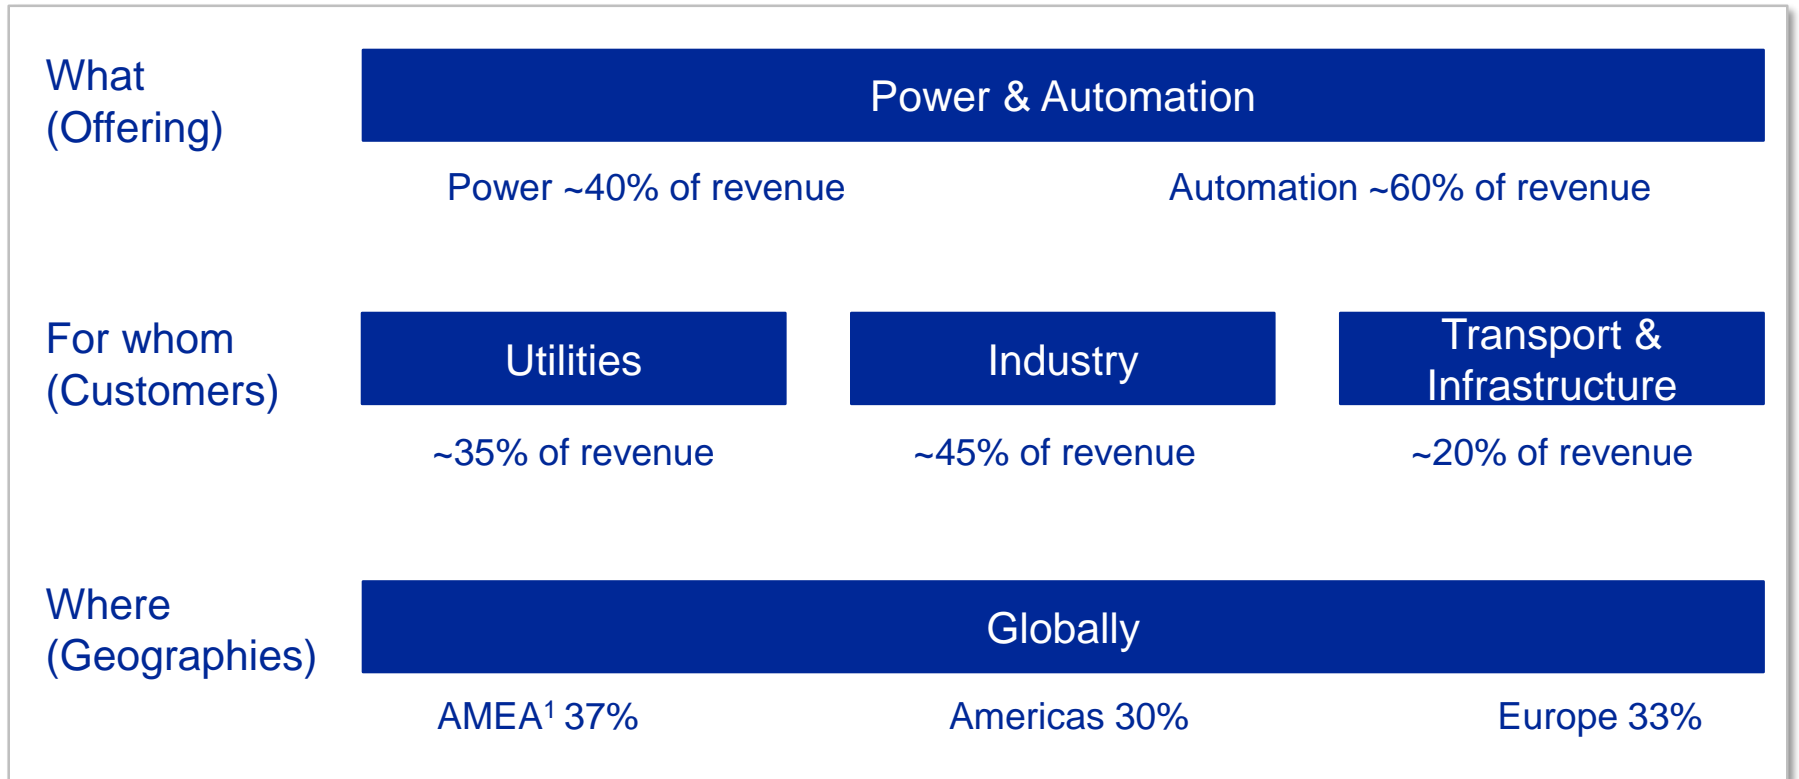 What
(Offering)
Power & Automation
Power ~40% of revenue
Automation ~60% of revenue
For whom
(Customers)
Utilities
Industry
Transport &
Infrastructure
~35% of revenue
~45% of revenue
~20% of revenue
Where
(Geographies)
Globally
AMEA¹ 37%
Americas 30%
Europe 33%